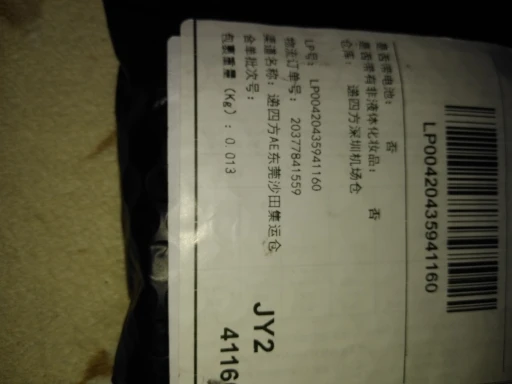 LP00420435941160
是否带电池: 否
是否带有非液体化妆品: 否
仓库: 递四方深圳机场仓
LP号: LP00420435941160
物流订单号: 20377841559
渠道名称: 递四方AE东莞沙田集运仓
合单批次号:
包裹重量 (Kg) : 0.013
JY2
4116